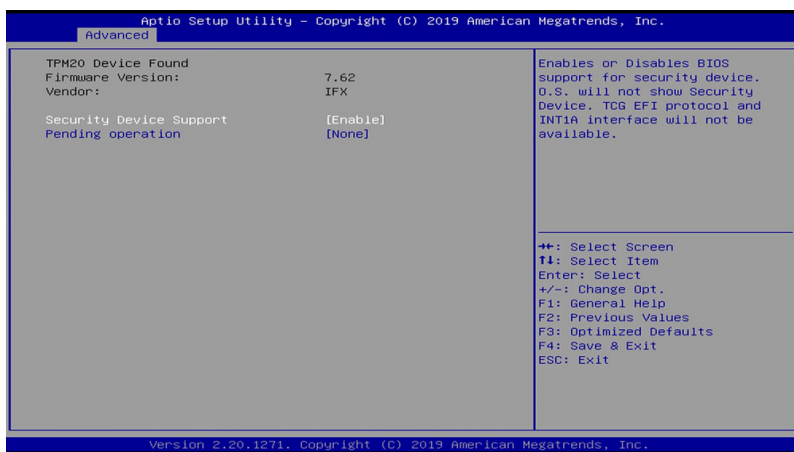 Aptio Setup Utility – Copyright (C) 2019 American Megatrends, Inc.
Advanced
TPM20 Device Found
Firmware Version: 7.62
Vendor: IFX
Security Device Support [Enable]
Pending operation [None]
Enables or Disables BIOS
support for security device.
O.S. will not show Security
Device. TCG EFI protocol and
INT1A interface will not be
available.
→←: Select Screen
↑↓: Select Item
Enter: Select
+/-: Change Opt.
F1: General Help
F2: Previous Values
F3: Optimized Defaults
F4: Save & Exit
ESC: Exit
Version 2.20.1271. Copyright (C) 2019 American Megatrends, Inc.